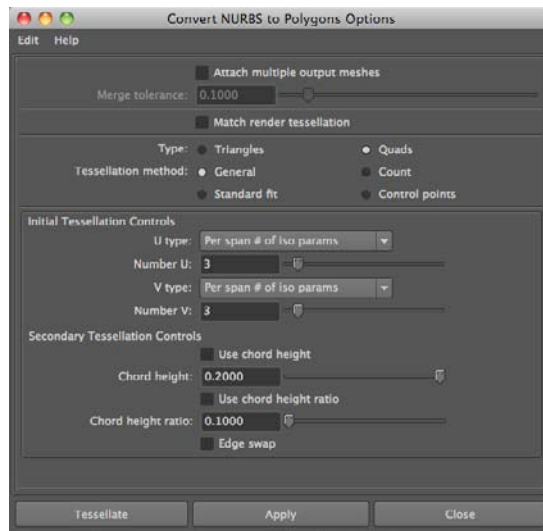 Convert NURBS to Polygons Options
Edit Help
Attach multiple output meshes
Merge tolerance: 0.1000
Match render tessellation
Type: Triangles Quads
Tessellation method: General Count
Standard fit Control points
Initial Tessellation Controls
U type: Per span # of iso params
Number U: 3
V type: Per span # of iso params
Number V: 3
Secondary Tessellation Controls
Use chord height
Chord height: 0.2000
Use chord height ratio
Chord height ratio: 0.1000
Edge swap
Tessellate Apply Close